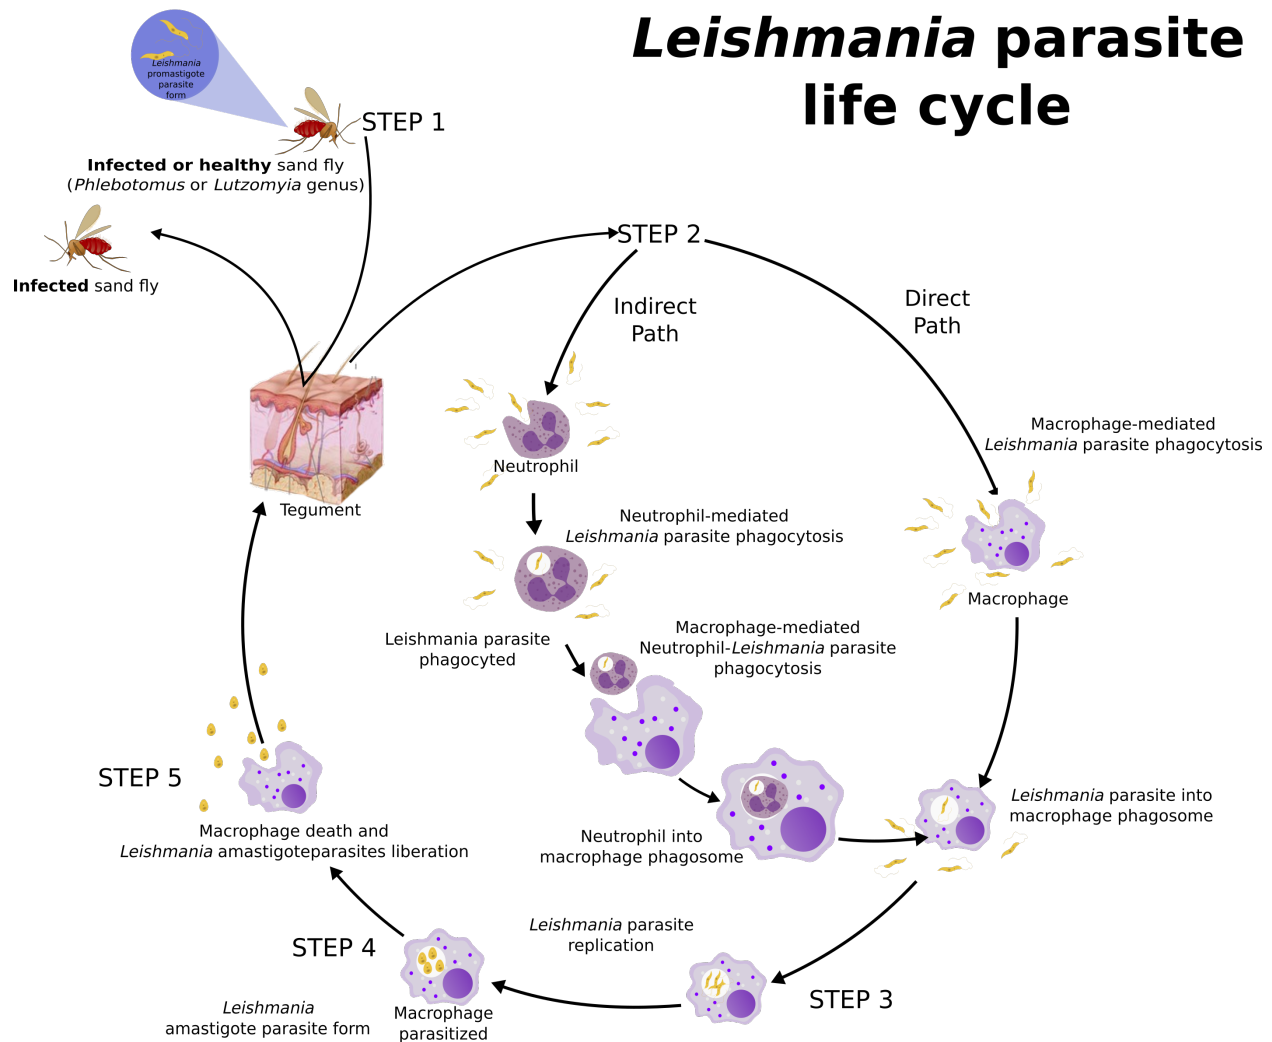 Leishmania parasite
life cycle
Leishmania
promastigote
parasite
form
STEP 1
Infected or healthy sand fly
(Phlebotomus or Lutzomyia genus)
Infected sand fly
STEP 2
Indirect
Path
Direct
Path
Tegument
Neutrophil
Macrophage-mediated
Leishmania parasite phagocytosis
Neutrophil-mediated
Leishmania parasite phagocytosis
Macrophage
Leishmania parasite
phagocyted
Macrophage-mediated
Neutrophil-Leishmania parasite
phagocytosis
Neutrophil into
macrophage phagosome
Leishmania parasite into
macrophage phagosome
STEP 3
Leishmania parasite
replication
STEP 4
Macrophage
parasitized
Leishmania
amastigote parasite form
STEP 5
Macrophage death and
Leishmania amastigoteparasites liberation